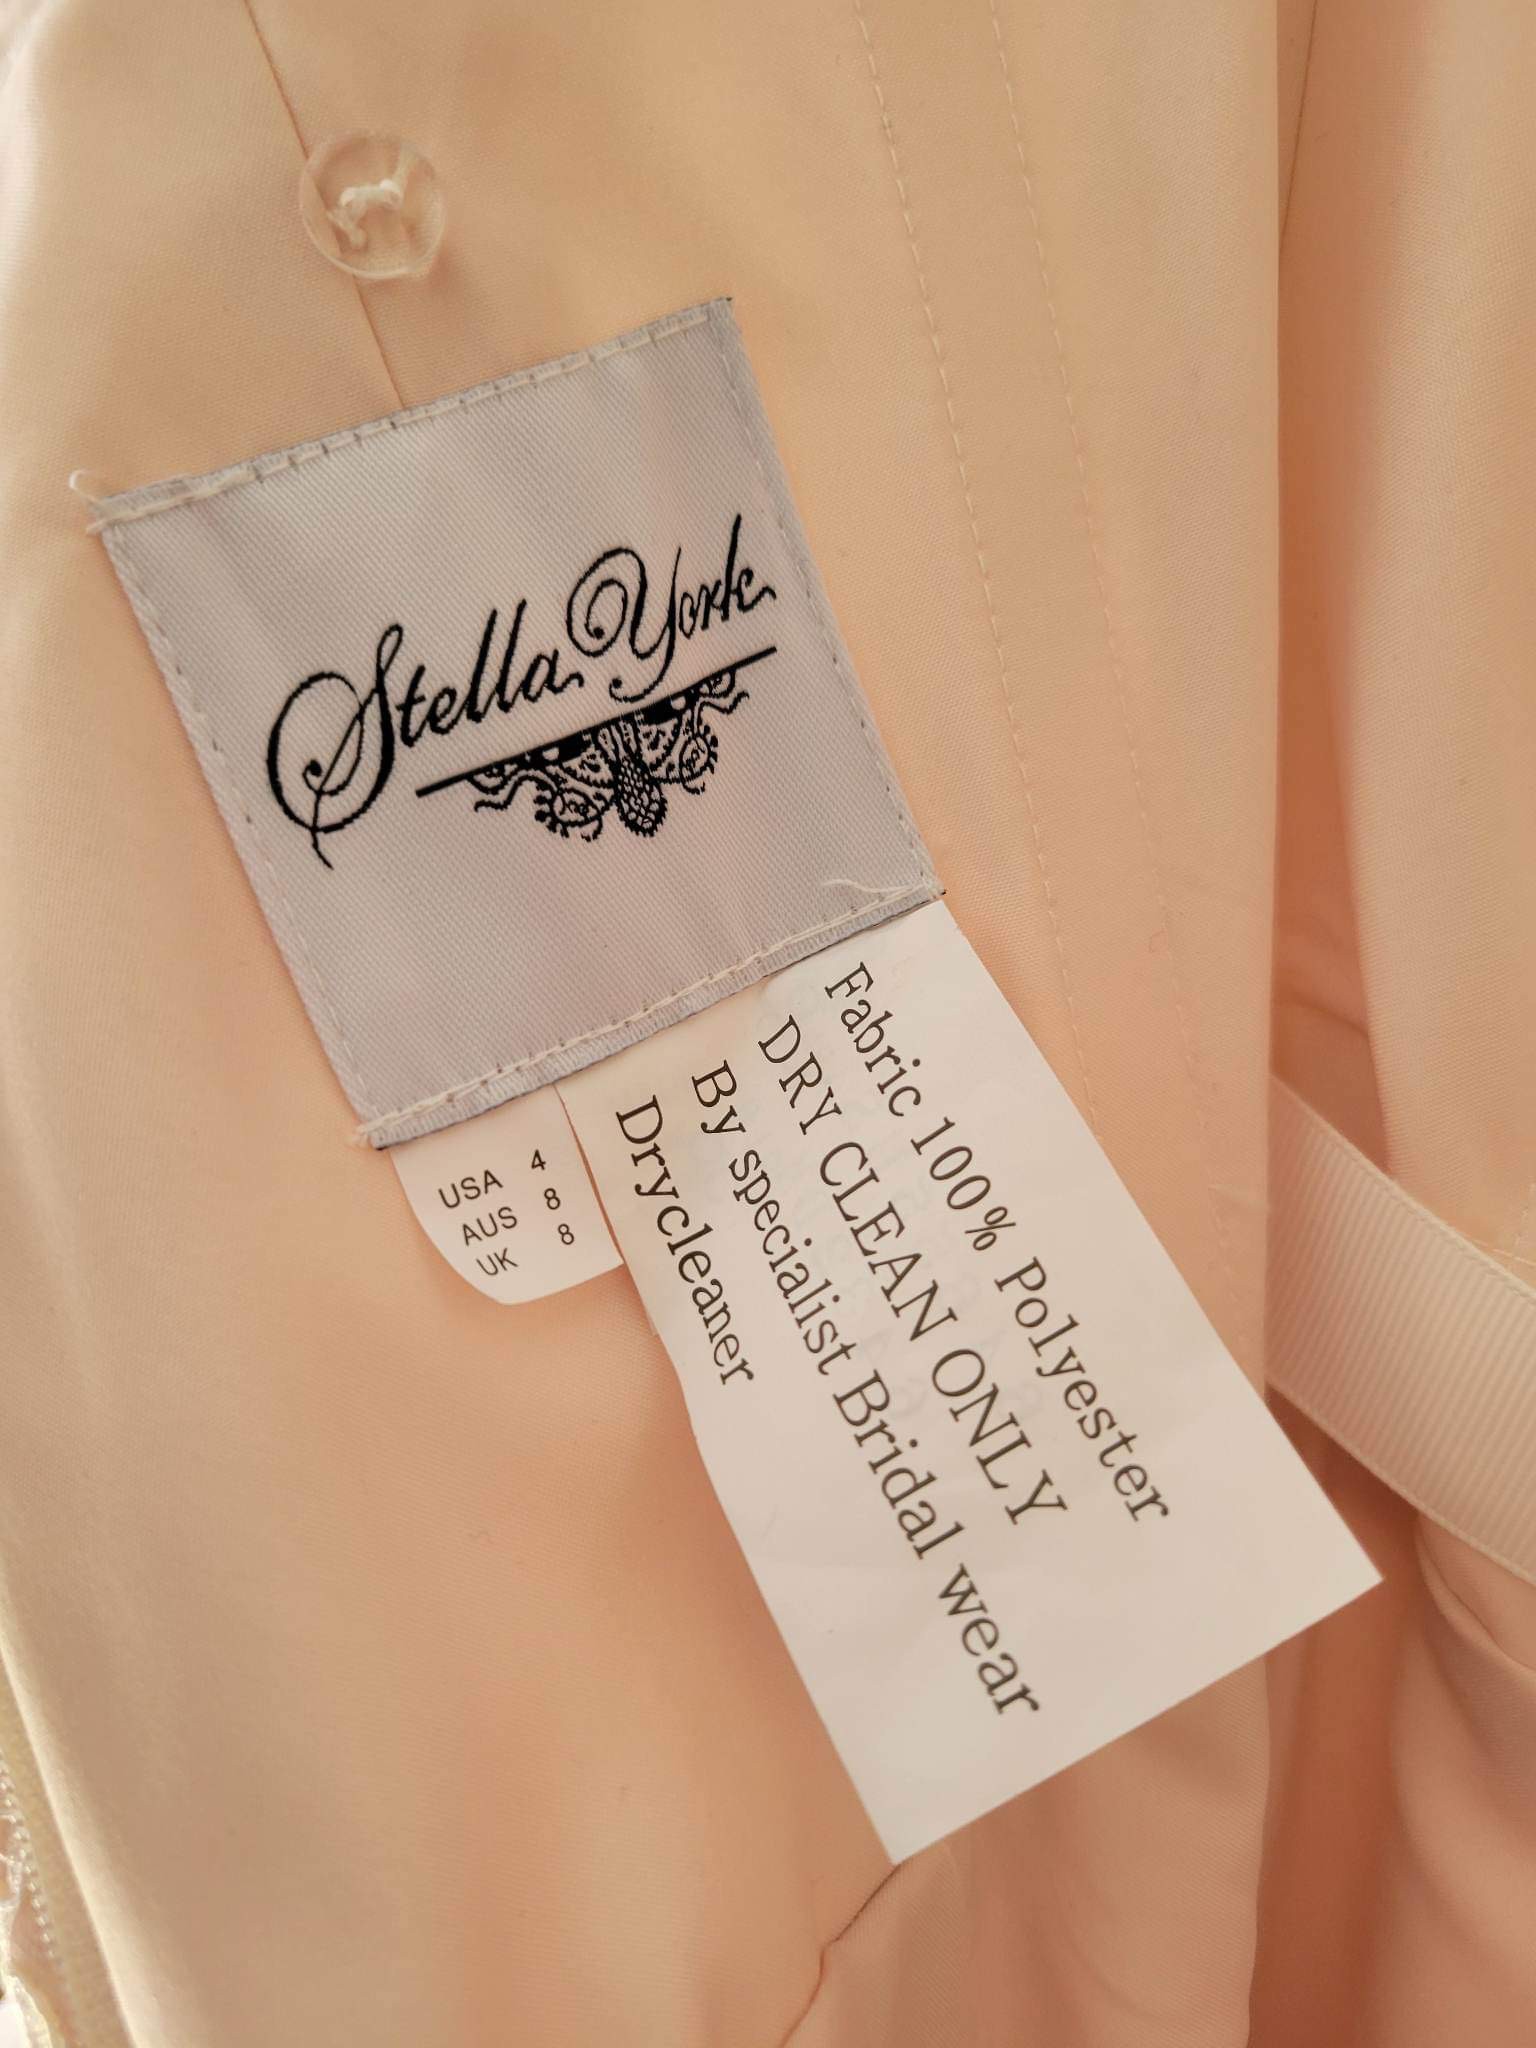 Stella York
USA 4
AUS 8
UK 8
Fabric 100% Polyester
DRY CLEAN ONLY
By specialist Bridal wear
Drycleaner